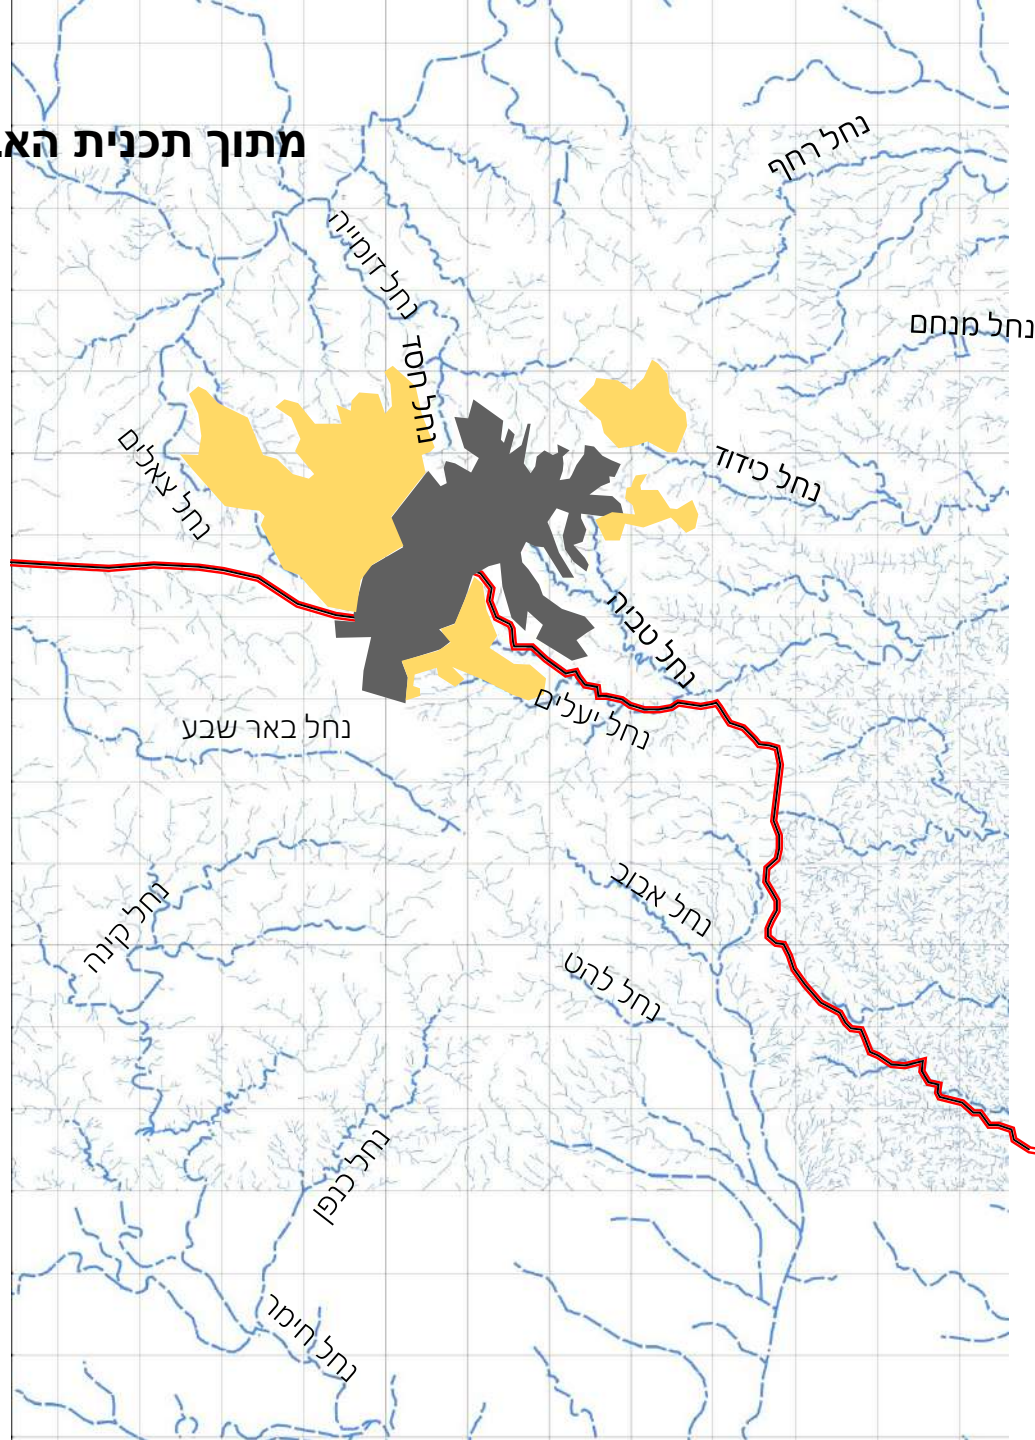 מתוך תכנית
נחל רחף
נחל דומייה
נחל מנחם
נחל חסד
נחל צאלים
נחל כידוד
נחל טביה
נחל יעלים
נחל באר שבע
נחל אבוב
נחל קינה
נחל להט
נחל כנפן
נחל חימר